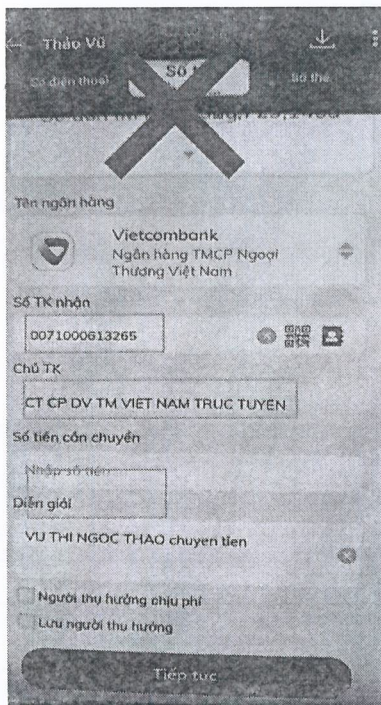 Thảo Vũ
Số điện thoại
Số t
Số thẻ
Tên ngân hàng
Vietcombank
Ngân hàng TMCP Ngoại
Thương Việt Nam
Số TK nhận
0071000613265
Chủ TK
CT CP DV TM VIET NAM TRUC TUYEN
Số tiền cần chuyển
Nhập số tiền
Diễn giải
VU THI NGOC THAO chuyen tien
Người thụ hưởng chịu phí
Lưu người thụ hưởng
Tiếp tục